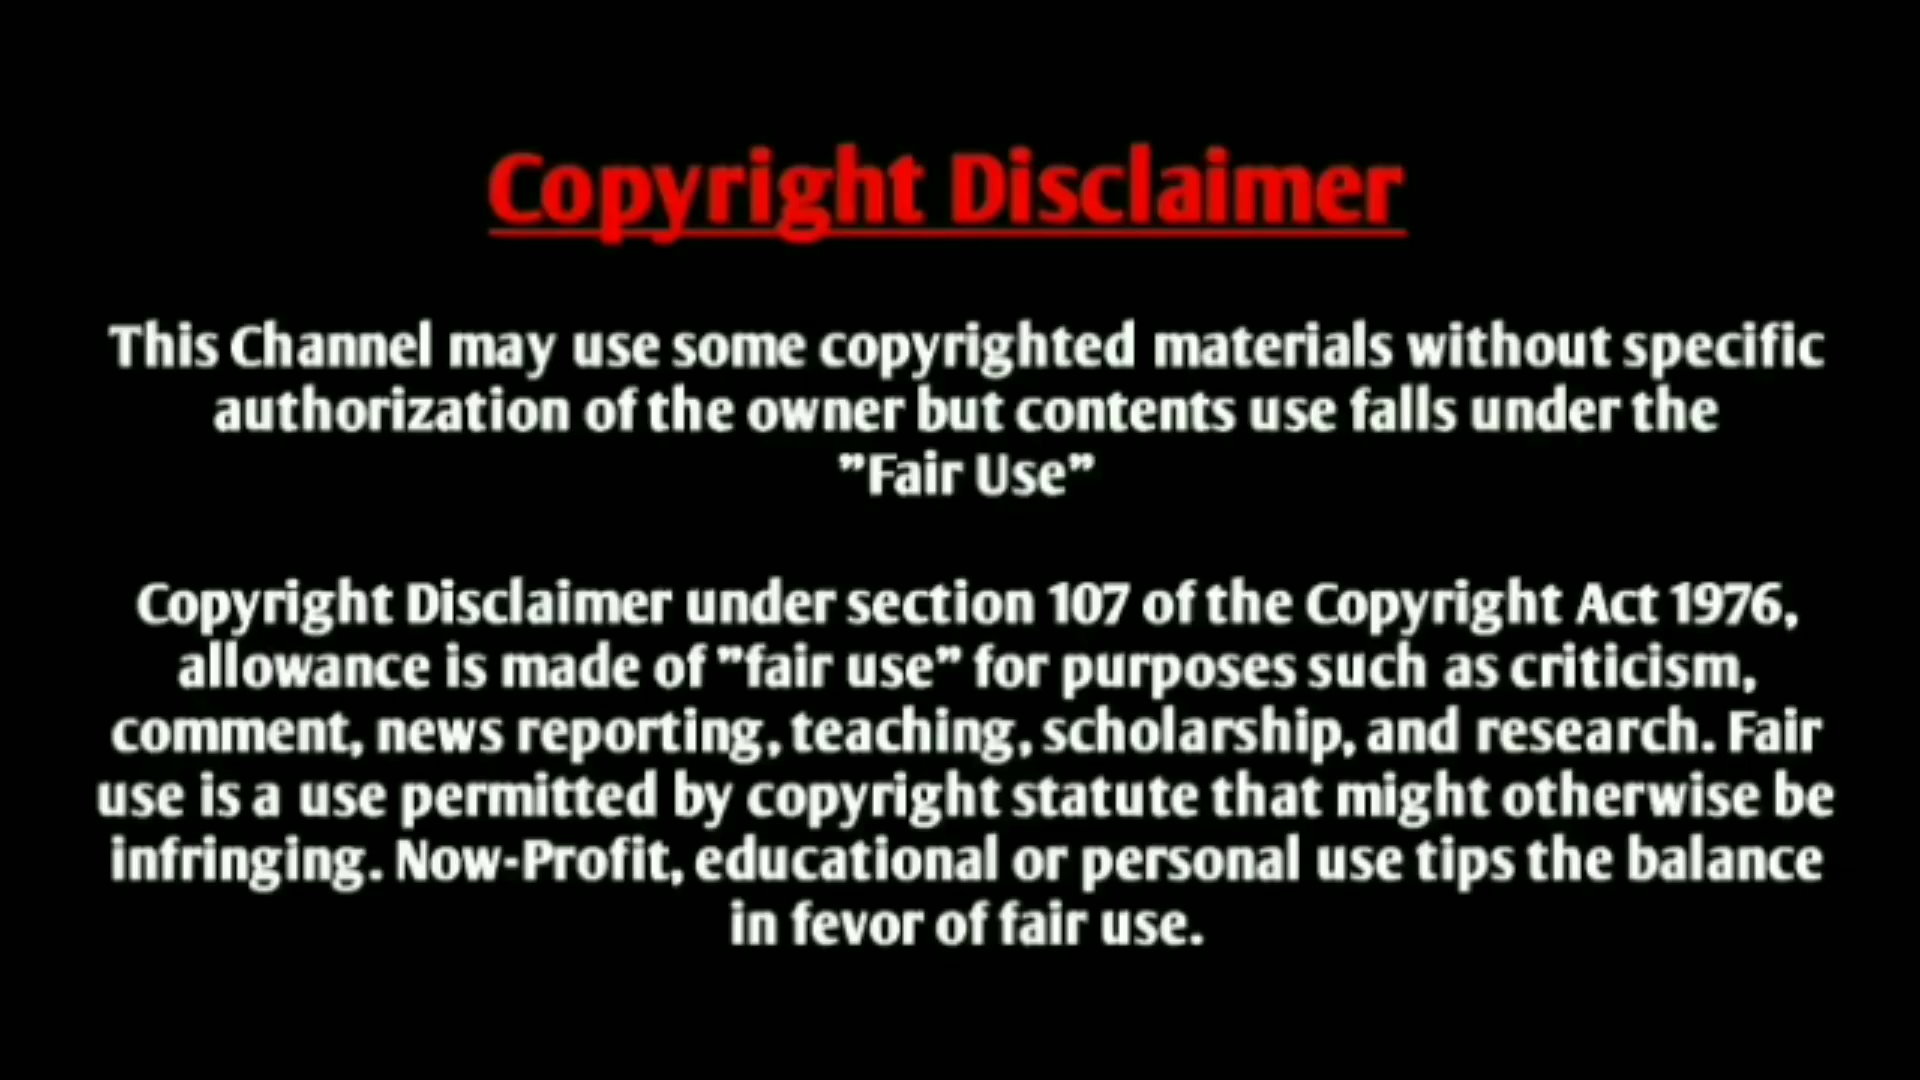 Copyright Disclaimer
This Channel may use some copyrighted materials without specific
authorization of the owner but contents use falls under the
"Fair Use"
Copyright Disclaimer under section 107 of the Copyright Act 1976,
allowance is made of "fair use" for purposes such as criticism,
comment, news reporting, teaching, scholarship, and research. Fair
use is a use permitted by copyright statute that might otherwise be
infringing. Now-Profit, educational or personal use tips the balance
in fevor of fair use.